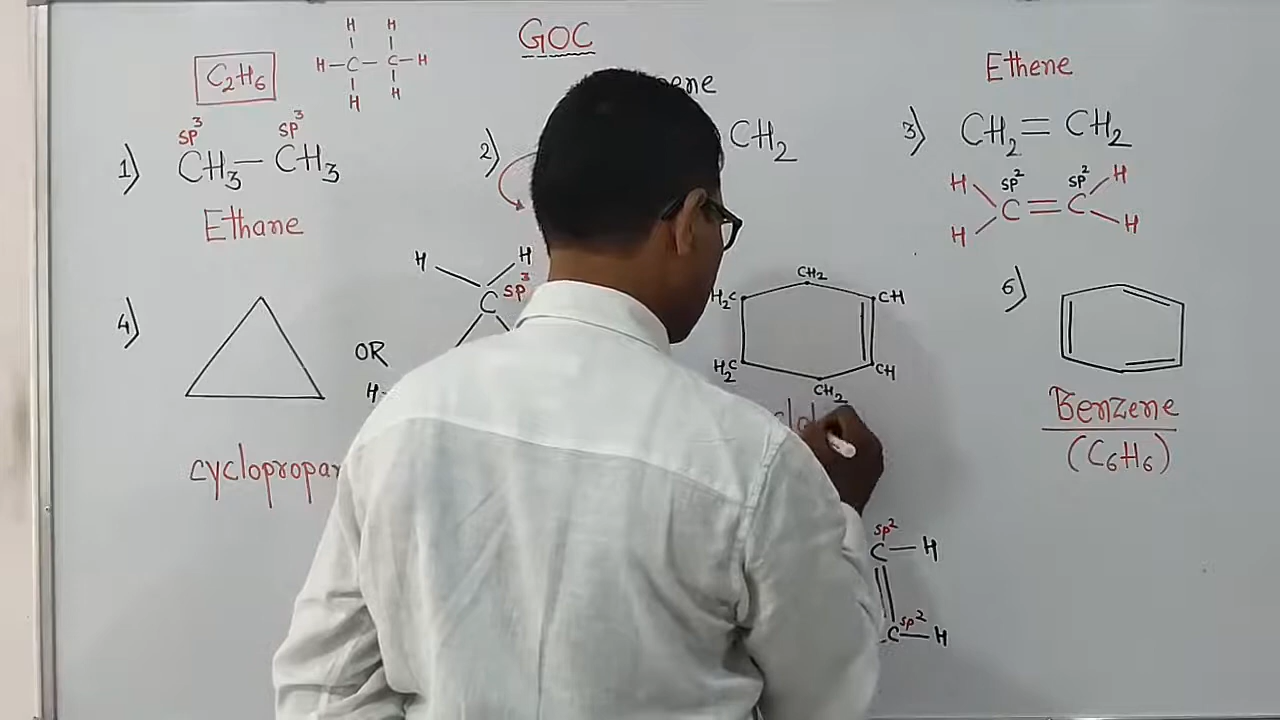 GOC
C2H6
H H
H-C-C-H
H H
1) CH3-CH3
sp3 sp3
Ethane
2)
CH2
3) Ethene
CH2=CH2
H sp2 sp2 H
C=C
H H
4)
cyclopropan
OR
H H
C sp3
H
CH2
H2C CH
H2C CH
CH2
sp2
C-H
sp2
C-H
6)
Benzene
(C6H6)